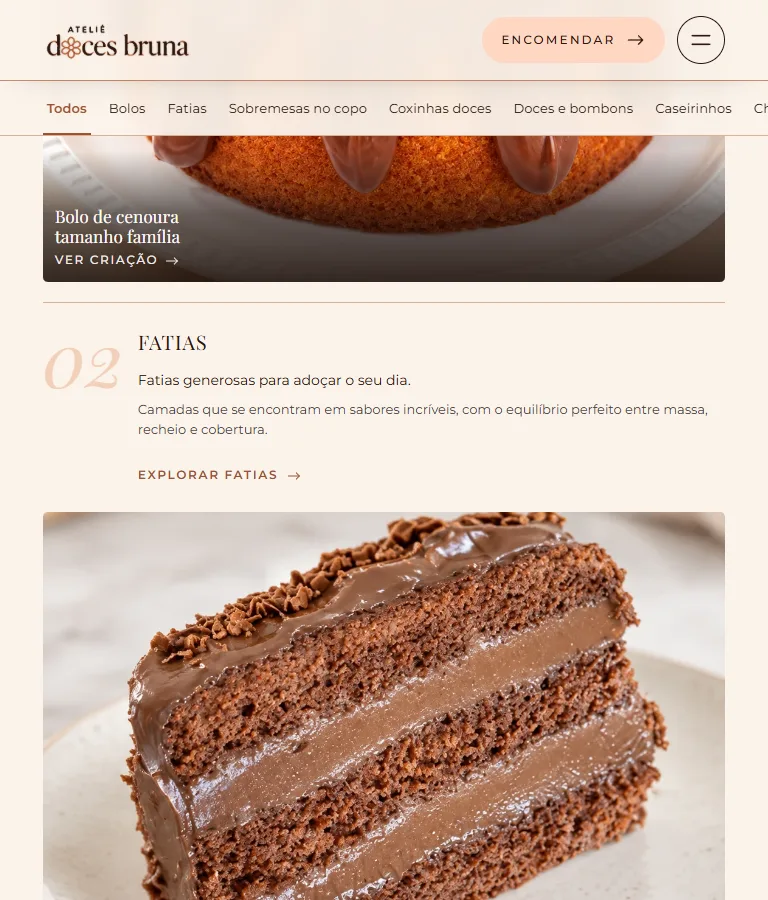 ATELIÊ
doces bruna
ENCOMENDAR
Todos Bolos Fatias Sobremesas no copo Coxinhas doces Doces e bombons Caseirinhos
Bolo de cenoura
tamanho família
VER CRIAÇÃO
02
FATIAS
Fatias generosas para adoçar o seu dia.
Camadas que se encontram em sabores incríveis, com o equilíbrio perfeito entre massa,
recheio e cobertura.
EXPLORAR FATIAS